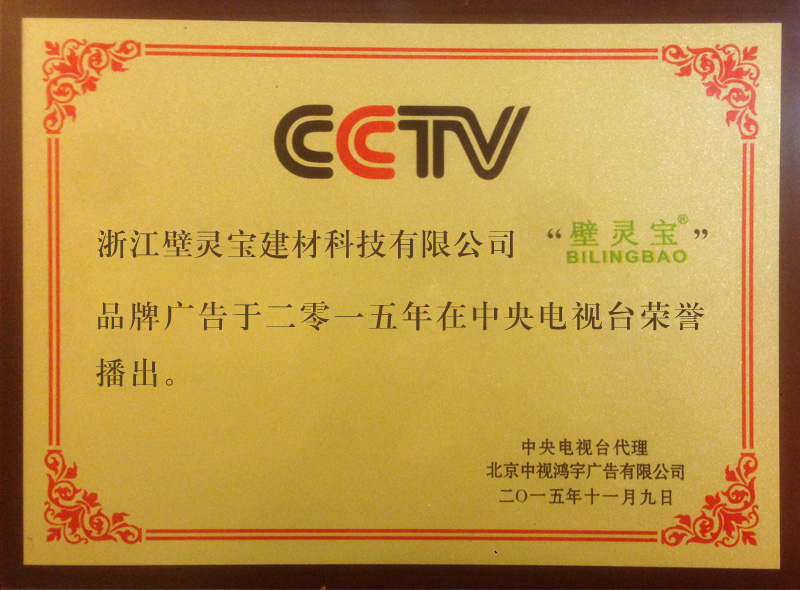 CCTV
浙江壁灵宝建材科技有限公司 “壁灵宝®”
BILINGBAO
品牌广告于二零一五年在中央电视台荣誉
播出。
中央电视台代理
北京中视鸿宇广告有限公司
二〇一五年十一月九日